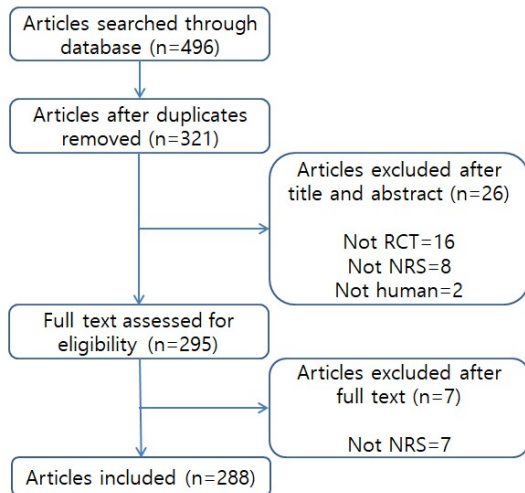 Articles searched through
database (n=496)
Articles after duplicates
removed (n=321)
Articles excluded after
title and abstract (n=26)
Not RCT=16
Not NRS=8
Not human=2
Full text assessed for
eligibility (n=295)
Articles excluded after
full text (n=7)
Not NRS=7
Articles included (n=288)